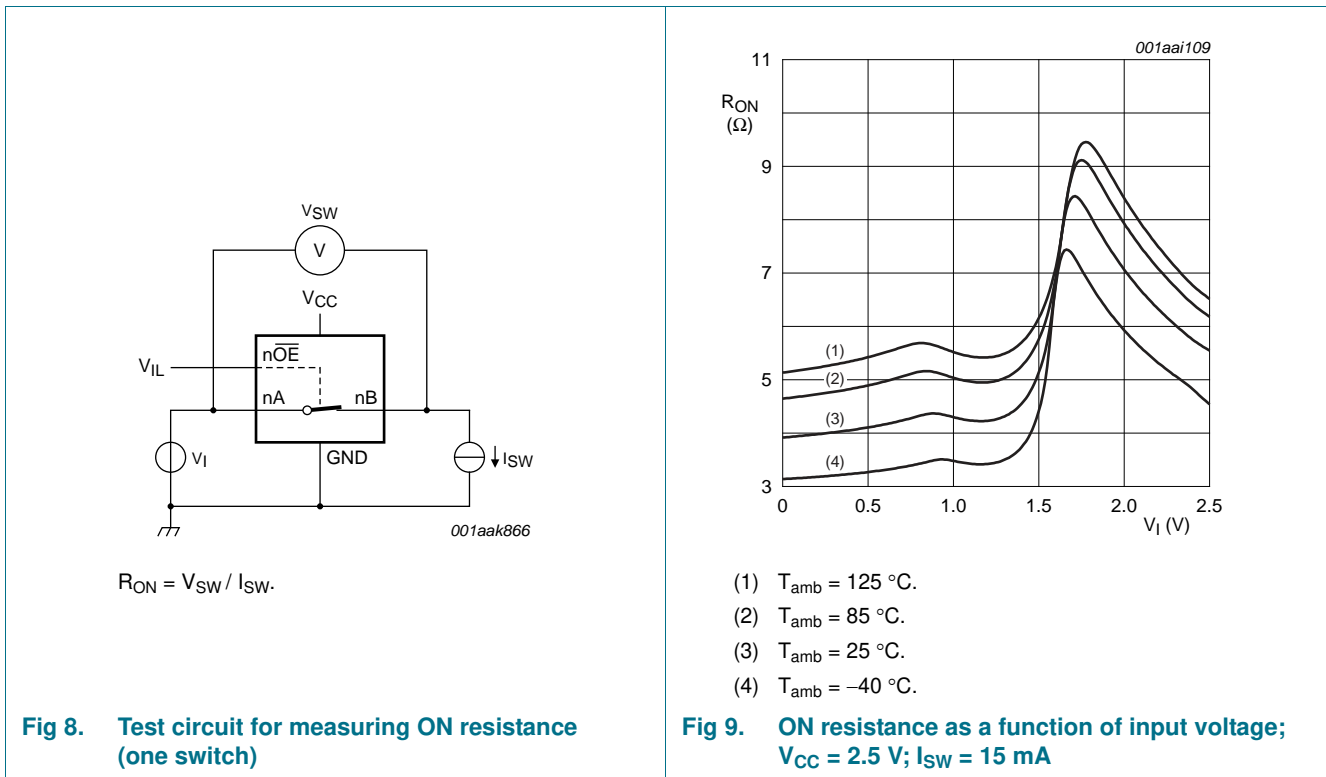 VSW
V
VCC
nOE
VIL
nA
nB
VI
GND
ISW
001aak866
RON = VSW / ISW.
Fig 8. Test circuit for measuring ON resistance
(one switch)
001aai109
11
RON
(Ω)
9
7
5
3
(1)
(2)
(3)
(4)
0
0.5
1.0
1.5
2.0
2.5
VI (V)
(1) Tamb = 125 °C.
(2) Tamb = 85 °C.
(3) Tamb = 25 °C.
(4) Tamb = −40 °C.
Fig 9. ON resistance as a function of input voltage;
VCC = 2.5 V; ISW = 15 mA